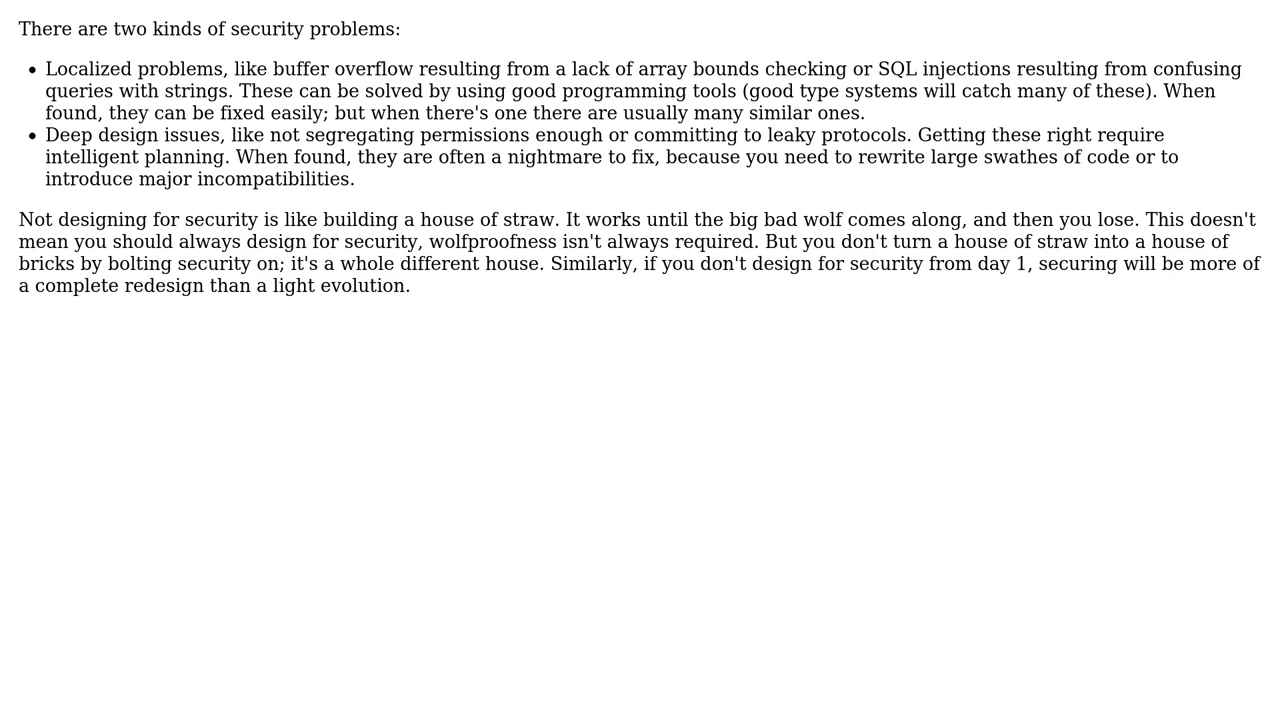 There are two kinds of security problems:
• Localized problems, like buffer overflow resulting from a lack of array bounds checking or SQL injections resulting from confusing
queries with strings. These can be solved by using good programming tools (good type systems will catch many of these). When
found, they can be fixed easily; but when there's one there are usually many similar ones.
• Deep design issues, like not segregating permissions enough or committing to leaky protocols. Getting these right require
intelligent planning. When found, they are often a nightmare to fix, because you need to rewrite large swathes of code or to
introduce major incompatibilities.
Not designing for security is like building a house of straw. It works until the big bad wolf comes along, and then you lose. This doesn't
mean you should always design for security, wolfproofness isn't always required. But you don't turn a house of straw into a house of
bricks by bolting security on; it's a whole different house. Similarly, if you don't design for security from day 1, securing will be more of
a complete redesign than a light evolution.